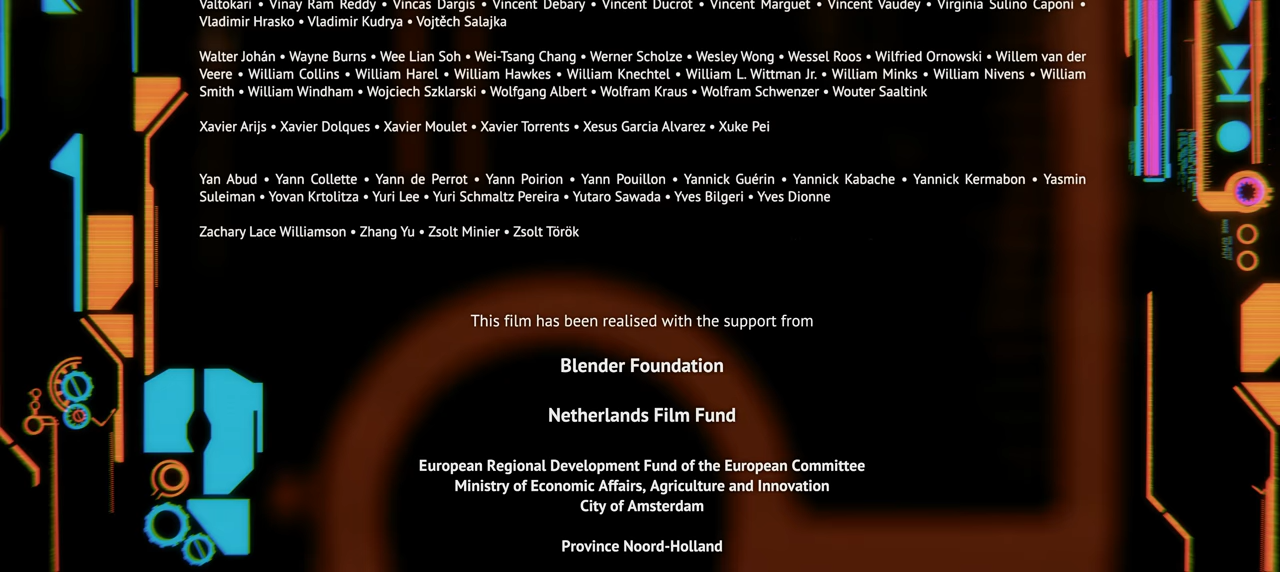 Valtokari • Vinay Ram Reddy • Vincas Dargis • Vincent Debary • Vincent Ducrot • Vincent Marguet • Vincent Vaudey • Virginia Sulino Caponi •
Vladimir Hrasko • Vladimir Kudrya • Vojtěch Salajka
Walter Johán • Wayne Burns • Wee Lian Soh • Wei-Tsang Chang • Werner Scholze • Wesley Wong • Wessel Roos • Wilfried Ornowski • Willem van der
Veere • William Collins • William Harel • William Hawkes • William Knechtel • William L. Wittman Jr. • William Minks • William Nivens • William
Smith • William Windham • Wojciech Szklarski • Wolfgang Albert • Wolfram Kraus • Wolfram Schwenzer • Wouter Saaltink
Xavier Arijs • Xavier Dolques • Xavier Moulet • Xavier Torrents • Xesus Garcia Alvarez • Xuke Pei
Yan Abud • Yann Collette • Yann de Perrot • Yann Poirion • Yann Pouillon • Yannick Guérin • Yannick Kabache • Yannick Kermabon • Yasmin
Suleiman • Yovan Krtolitza • Yuri Lee • Yuri Schmaltz Pereira • Yutaro Sawada • Yves Bilgeri • Yves Dionne
Zachary Lace Williamson • Zhang Yu • Zsolt Minier • Zsolt Török
This film has been realised with the support from
Blender Foundation
Netherlands Film Fund
European Regional Development Fund of the European Committee
Ministry of Economic Affairs, Agriculture and Innovation
City of Amsterdam
Province Noord-Holland